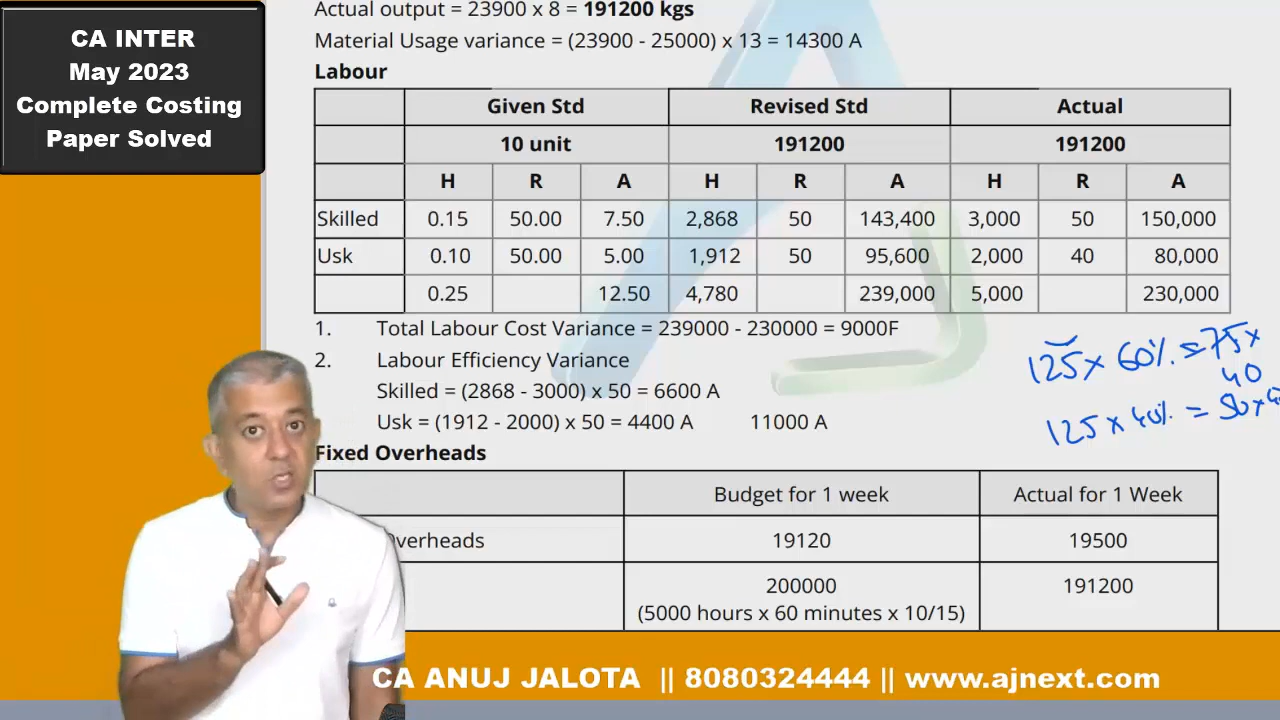 CA INTER
May 2023
Complete Costing
Paper Solved
Actual output = 23900 x 8 = 191200 kgs
Material Usage variance = (23900 - 25000) x 13 = 14300 A
Labour
Given Std Revised Std Actual
10 unit 191200 191200
H R A H R A H R A
Skilled 0.15 50.00 7.50 2,868 50 143,400 3,000 50 150,000
Usk 0.10 50.00 5.00 1,912 50 95,600 2,000 40 80,000
0.25 12.50 4,780 239,000 5,000 230,000
1. Total Labour Cost Variance = 239000 - 230000 = 9000F
2. Labour Efficiency Variance
Skilled = (2868 - 3000) x 50 = 6600 A
Usk = (1912 - 2000) x 50 = 4400 A 11000 A
125 x 60% = 75 x
40
125 x 40% = 50 x
Fixed Overheads
Budget for 1 week Actual for 1 Week
Overheads 19120 19500
200000 191200
(5000 hours x 60 minutes x 10/15)
CA ANUJ JALOTA || 8080324444 || www.ajnext.com